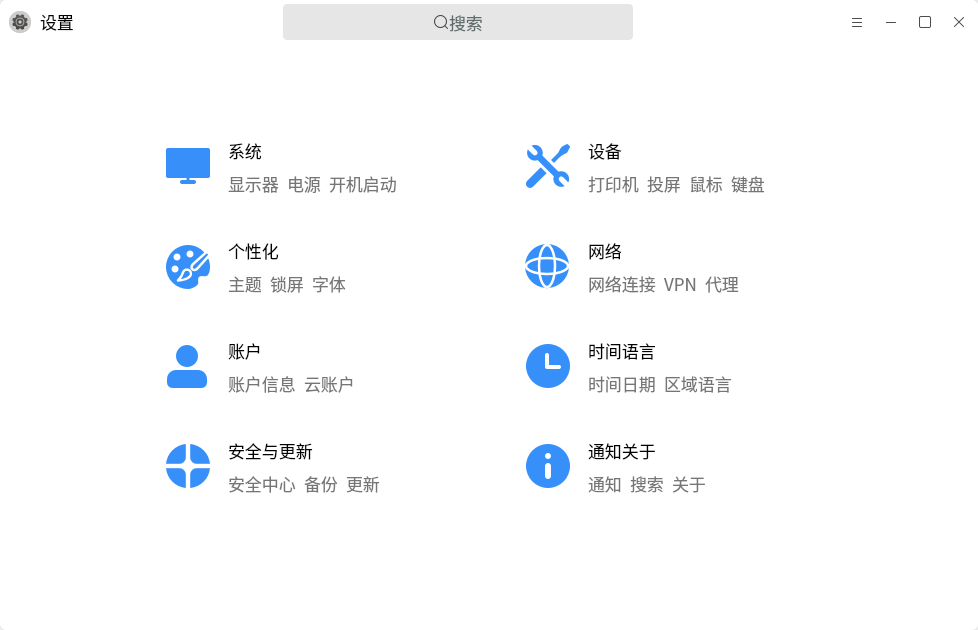 设置
搜索
系统
显示器 电源 开机启动
设备
打印机 投屏 鼠标 键盘
个性化
主题 锁屏 字体
网络
网络连接 VPN 代理
账户
账户信息 云账户
时间语言
时间日期 区域语言
安全与更新
安全中心 备份 更新
通知关于
通知 搜索 关于